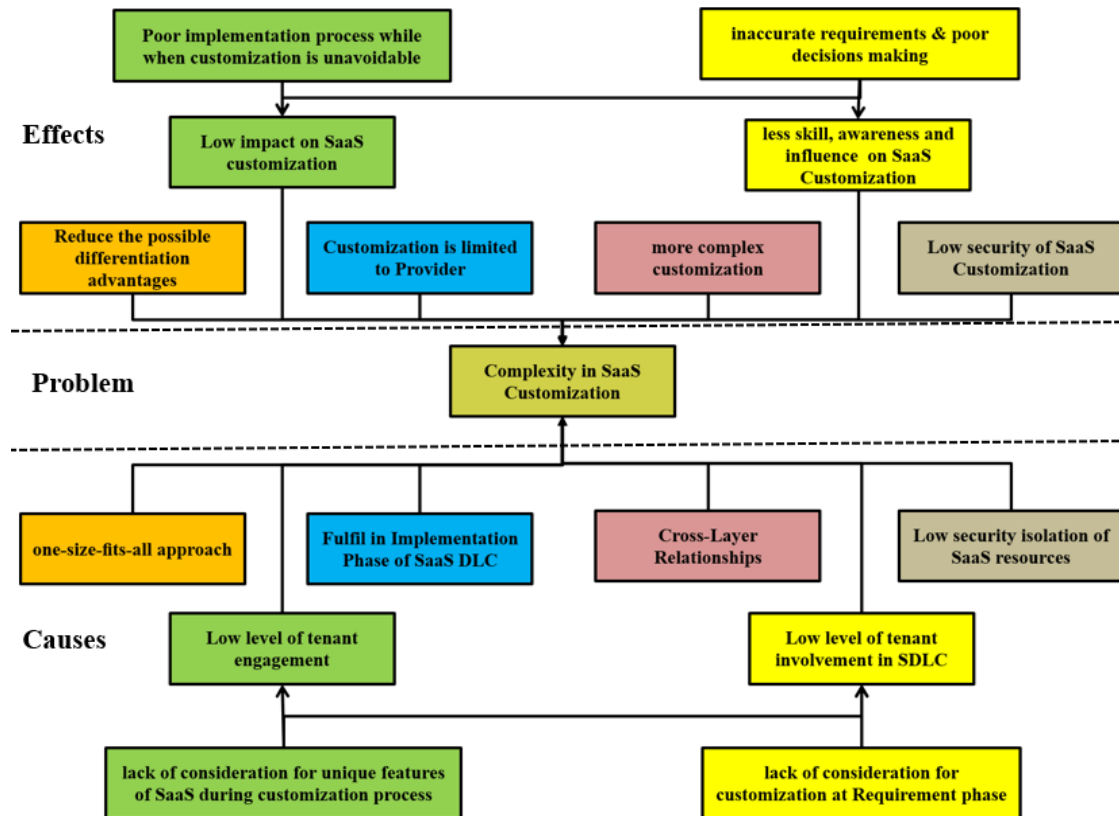 Poor implementation process while
when customization is unavoidable
inaccurate requirements & poor
decisions making
Effects
Low impact on SaaS
customization
less skill, awareness and
influence on SaaS
Customization
Reduce the possible
differentiation
advantages
Customization is limited
to Provider
more complex
customization
Low security of SaaS
Customization
Problem
Complexity in SaaS
Customization
one-size-fits-all approach
Fulfil in Implementation
Phase of SaaS DLC
Cross-Layer
Relationships
Low security isolation of
SaaS resources
Causes
Low level of tenant
engagement
Low level of tenant
involvement in SDLC
lack of consideration for unique features
of SaaS during customization process
lack of consideration for
customization at Requirement phase